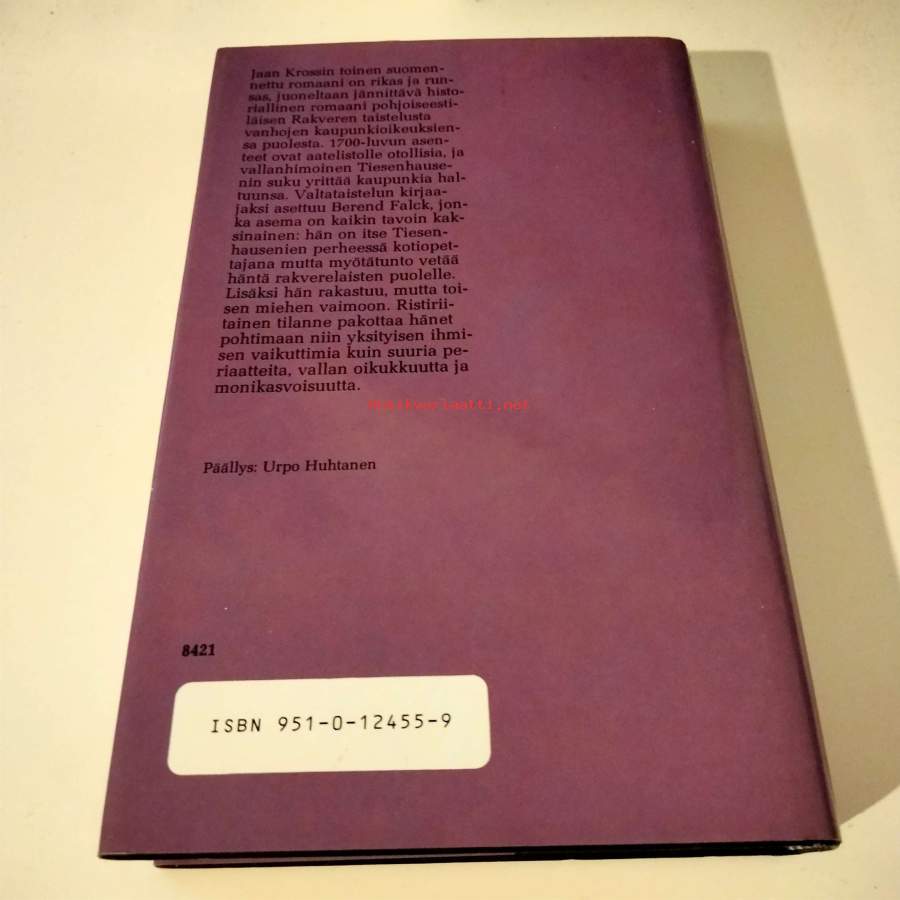 Jaan Krossin toinen suomen-
nettu romaani on rikas ja run-
sas, juoneltaan jännittävä histo-
riallinen romaani pohjoiseesti-
läisen Rakveren taistelusta
vanhojen kaupunkioikeuksien-
sa puolesta. 1700-luvun asen-
teet ovat aatelistolle otollisia, ja
vallanhimoinen Tiesenhause-
nin suku yrittää kaupunkia hal-
tuunsa. Valtataistelun kirjaa-
jaksi asettuu Berend Falck, jon-
ka asema on kaikin tavoin kak-
sinainen: hän on itse Tiesen-
hausenien perheessä kotiopet-
tajana mutta myötätunto vetää
häntä rakverelaisten puolelle.
Lisäksi hän rakastuu, mutta toi-
sen miehen vaimoon. Ristirii-
tainen tilanne pakottaa hänet
pohtimaan niin yksityisen ihmi-
sen vaikuttimia kuin suuria pe-
riaatteita, vallan oikukkuutta ja
monikasvoisuutta.
Antikvariaatti.net
Päällys: Urpo Huhtanen
8421
ISBN 951-0-12455-9